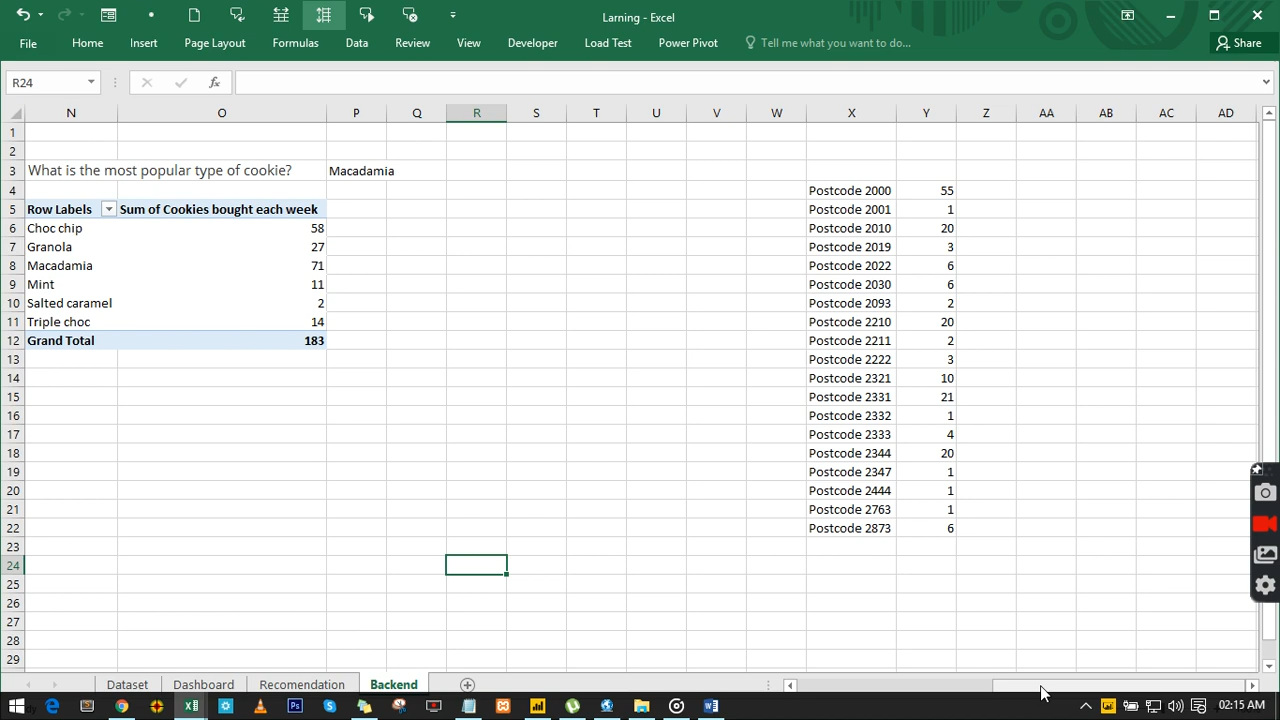 Larning - Excel
File Home Insert Page Layout Formulas Data Review View Developer Load Test Power Pivot Tell me what you want to do... Share
R24 fx
N O P Q R S T U V W X Y Z AA AB AC AD
1
2
3 What is the most popular type of cookie? Macadamia
4 Postcode 2000 55
5 Row Labels Sum of Cookies bought each week Postcode 2001 1
6 Choc chip 58 Postcode 2010 20
7 Granola 27 Postcode 2019 3
8 Macadamia 71 Postcode 2022 6
9 Mint 11 Postcode 2030 6
10 Salted caramel 2 Postcode 2093 2
11 Triple choc 14 Postcode 2210 20
12 Grand Total 183 Postcode 2211 2
13 Postcode 2222 3
14 Postcode 2321 10
15 Postcode 2331 21
16 Postcode 2332 1
17 Postcode 2333 4
18 Postcode 2344 20
19 Postcode 2347 1
20 Postcode 2444 1
21 Postcode 2763 1
22 Postcode 2873 6
23
24
25
26
27
28
29
Dataset Dashboard Recomendation Backend
02:15 AM